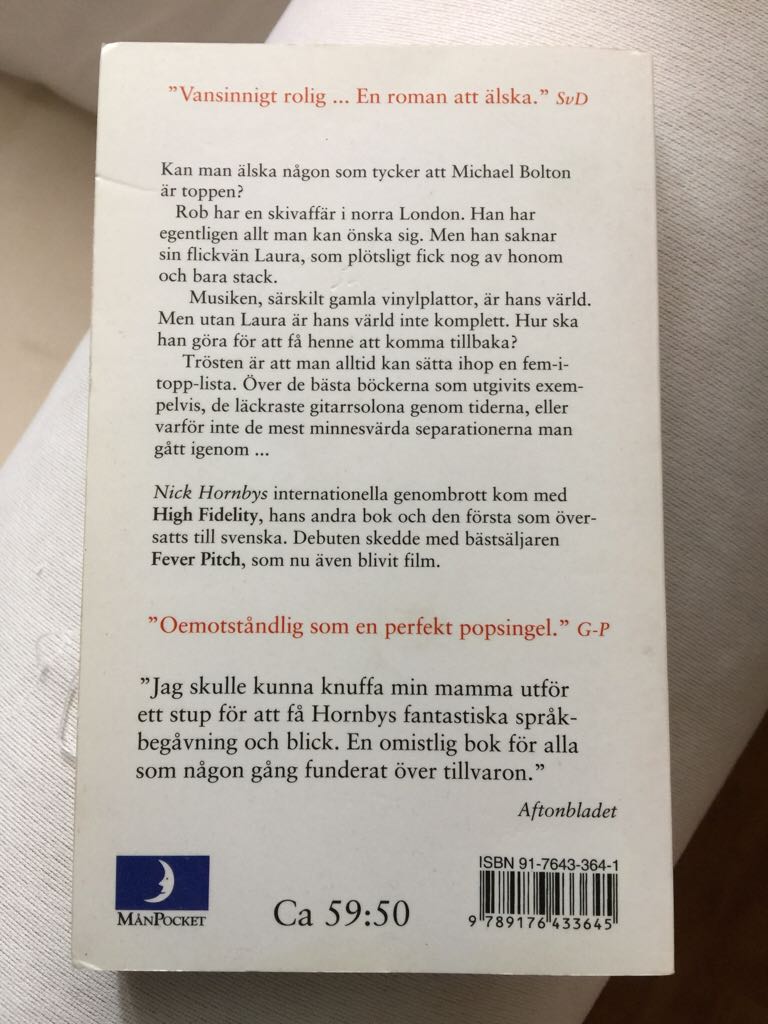 ”Vansinnigt rolig ... En roman att älska.” SvD
Kan man älska någon som tycker att Michael Bolton
är toppen?
Rob har en skivaffär i norra London. Han har
egentligen allt man kan önska sig. Men han saknar
sin flickvän Laura, som plötsligt fick nog av honom
och bara stack.
Musiken, särskilt gamla vinylplattor, är hans värld.
Men utan Laura är hans värld inte komplett. Hur ska
han göra för att få henne att komma tillbaka?
Trösten är att man alltid kan sätta ihop en fem-i-
topp-lista. Över de bästa böckerna som utgivits exem-
pelvis, de läckraste gitarrsolona genom tiderna, eller
varför inte de mest minnesvärda separationerna man
gått igenom ...
Nick Hornbys internationella genombrott kom med
High Fidelity, hans andra bok och den första som över-
satts till svenska. Debuten skedde med bästsäljaren
Fever Pitch, som nu även blivit film.
”Oemotståndlig som en perfekt popsingel.” G-P
”Jag skulle kunna knuffa min mamma utför
ett stup för att få Hornbys fantastiska språk-
begåvning och blick. En omistlig bok för alla
som någon gång funderat över tillvaron.”
Aftonbladet
MÅNPOCKET
Ca 59:50
ISBN 91-7643-364-1
9 789176 433645